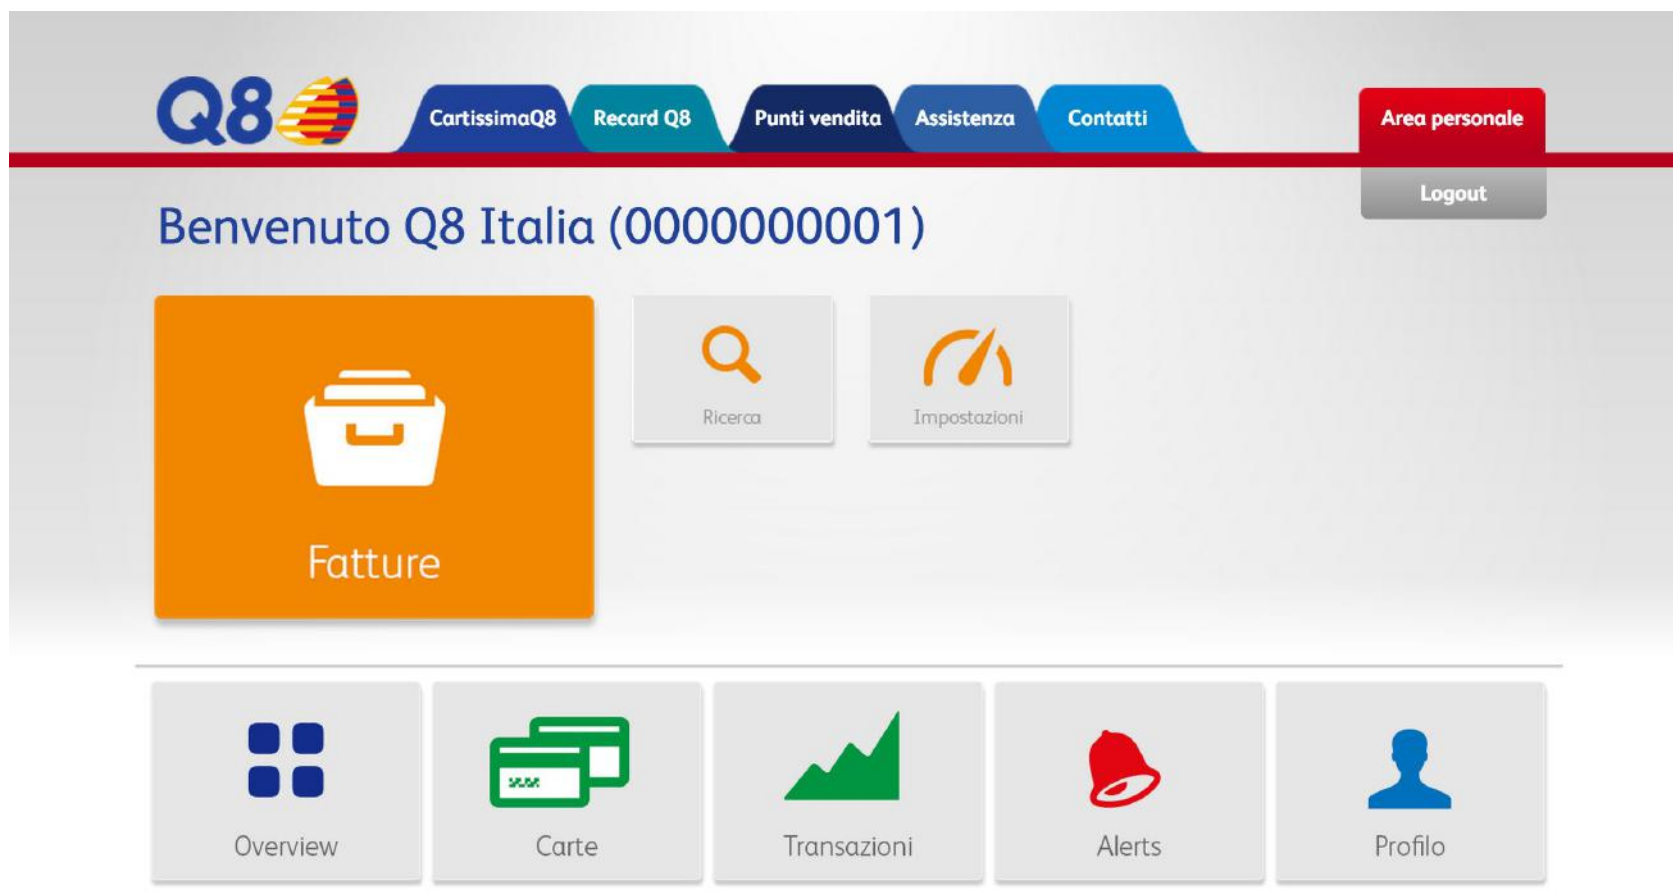 Q8
CartissimaQ8 Recard Q8 Punti vendita Assistenza Contatti Area personale
Logout
Benvenuto Q8 Italia (0000000001)
Ricerca Impostazioni
Fatture
Overview Carte Transazioni Alerts Profilo